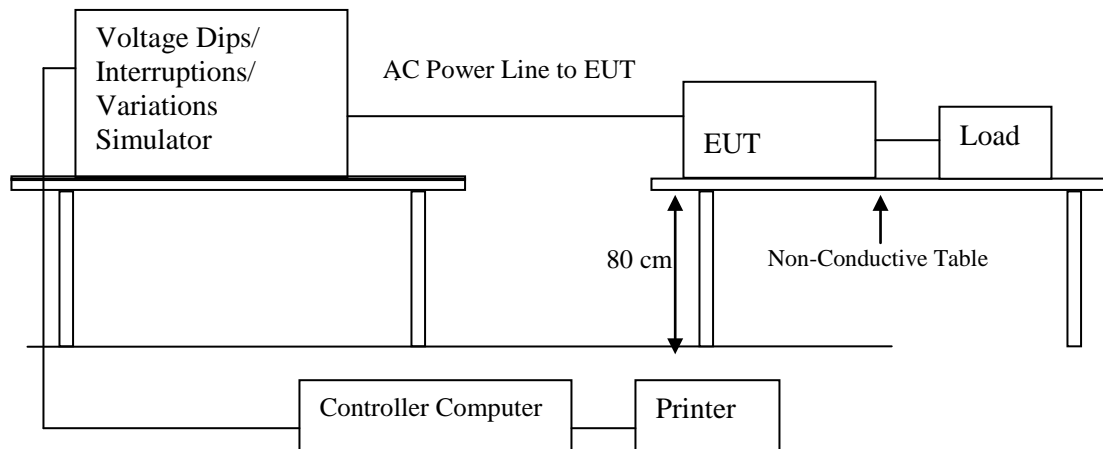 Voltage Dips/
Interruptions/
Variations
Simulator
AC Power Line to EUT
EUT
Load
80 cm
Non-Conductive Table
Controller Computer
Printer